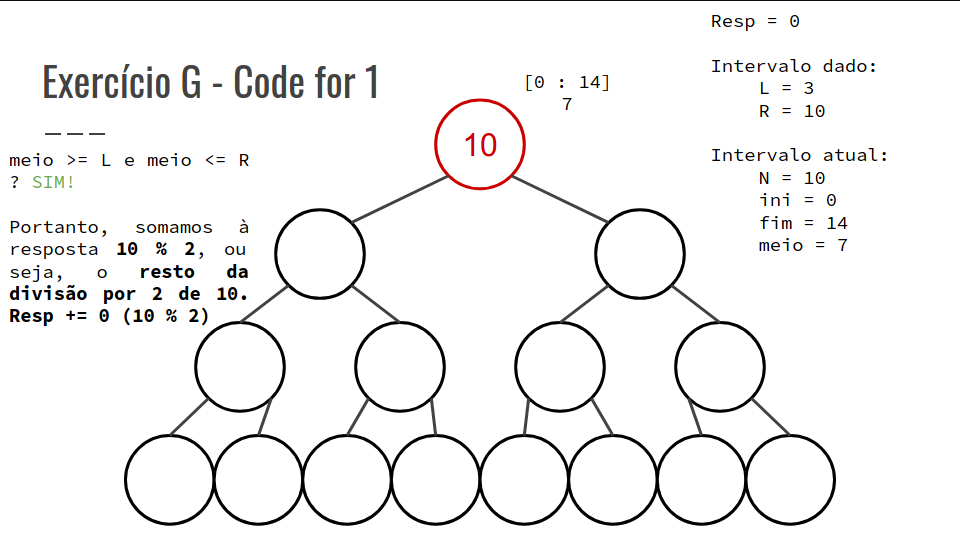 Exercício G - Code for 1
meio >= L e meio <= R
? SIM!
Portanto, somamos à
resposta 10 % 2, ou
seja, o resto da
divisão por 2 de 10.
Resp += 0 (10 % 2)
[0 : 14]
7
10
Resp = 0
Intervalo dado:
L = 3
R = 10
Intervalo atual:
N = 10
ini = 0
fim = 14
meio = 7